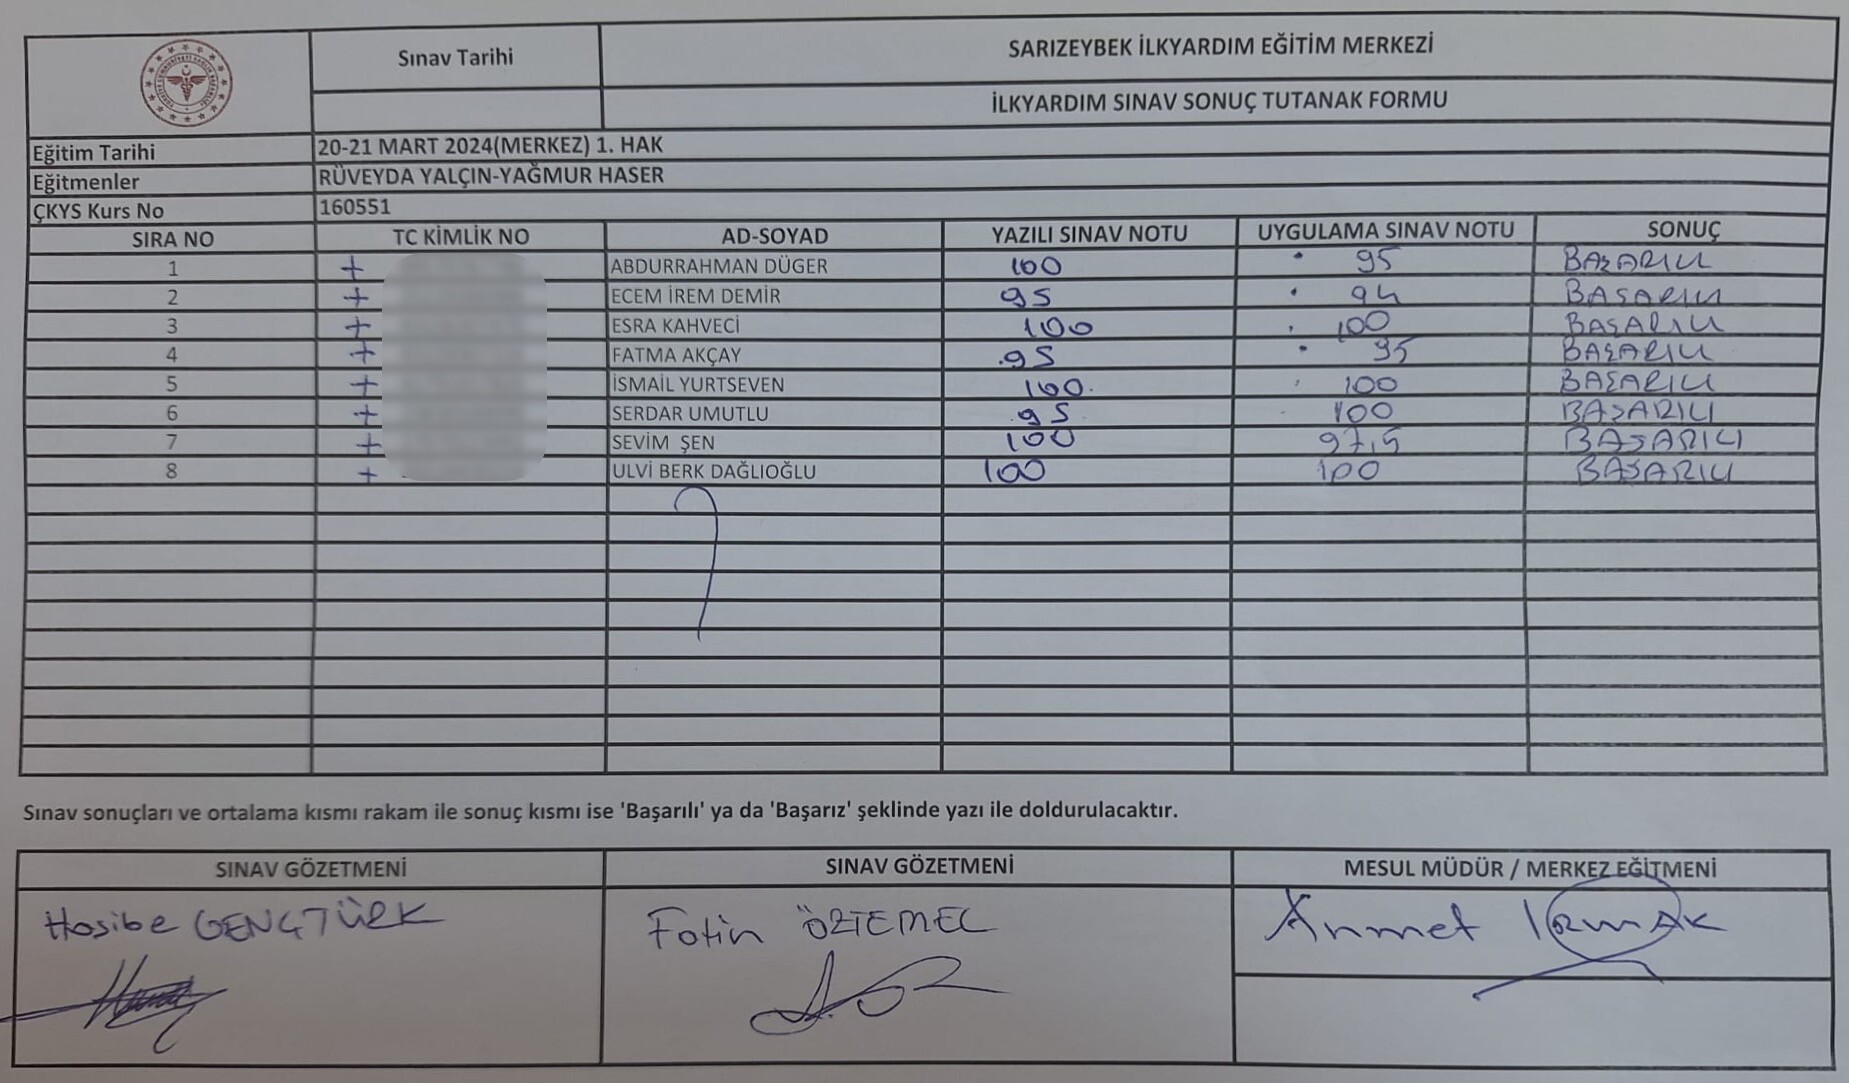 Sınav Tarihi
SARIZEYBEK İLKYARDIM EĞİTİM MERKEZİ
İLKYARDIM SINAV SONUÇ TUTANAK FORMU
Eğitim Tarihi 20-21 MART 2024(MERKEZ) 1. HAK
Eğitmenler RÜVEYDA YALÇIN-YAĞMUR HASER
ÇKYS Kurs No 160551
SIRA NO TC KİMLİK NO AD-SOYAD YAZILI SINAV NOTU UYGULAMA SINAV NOTU SONUÇ
1 + ABDURRAHMAN DÜGER 100 95 BAŞARILI
2 + ECEM İREM DEMİR 95 94 BAŞARILI
3 + ESRA KAHVECİ 100 100 BAŞARILI
4 + FATMA AKÇAY 95 95 BAŞARILI
5 + İSMAİL YURTSEVEN 100 100 BAŞARILI
6 + SERDAR UMUTLU 95 100 BAŞARILI
7 + SEVİM ŞEN 100 97,5 BAŞARILI
8 + ULVİ BERK DAĞLIOĞLU 100 100 BAŞARILI
Sınav sonuçları ve ortalama kısmı rakam ile sonuç kısmı ise 'Başarılı' ya da 'Başarız' şeklinde yazı ile doldurulacaktır.
SINAV GÖZETMENİ SINAV GÖZETMENİ MESUL MÜDÜR / MERKEZ EĞİTMENİ
Hasibe GENÇTÜRK Fatin ÖZTEMEL Ahmet IRMAK